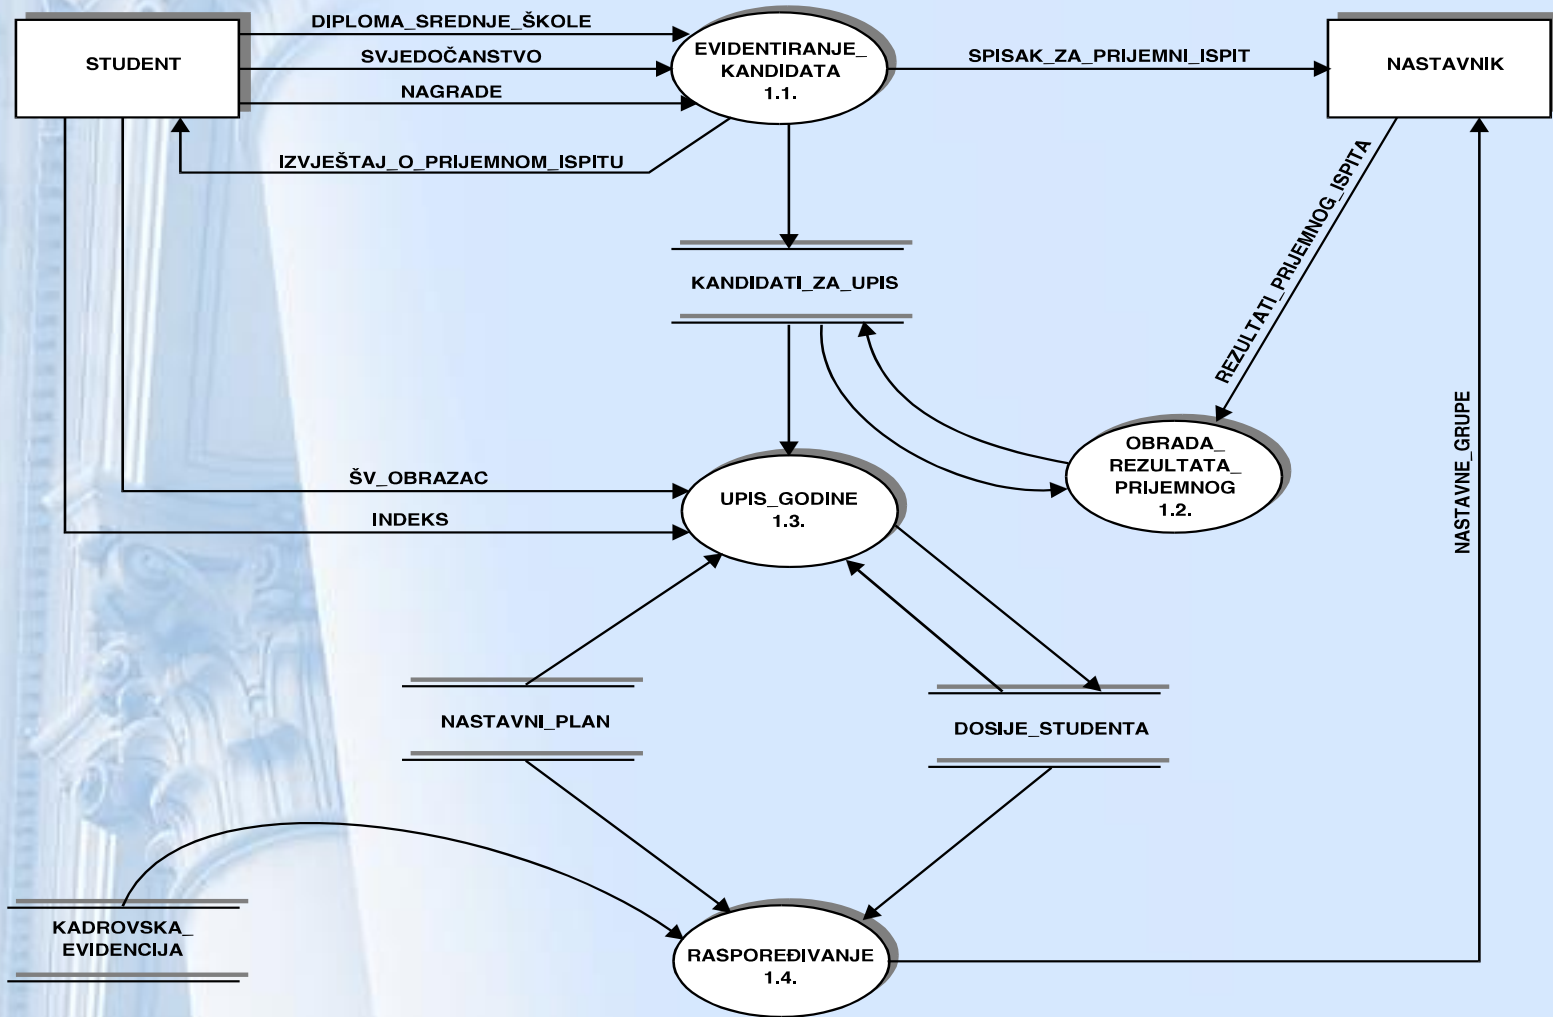 DIPLOMA_SREDNJE_ŠKOLE
STUDENT
SVJEDOČANSTVO
NAGRADE
EVIDENTIRANJE_
KANDIDATA
1.1.
SPISAK_ZA_PRIJEMNI_ISPIT
NASTAVNIK
IZVJEŠTAJ_O_PRIJEMNOM_ISPITU
REZULTATI_PRIJEMNOG_ISPITA
KANDIDATI_ZA_UPIS
NASTAVNE_GRUPE
OBRADA_
REZULTATA_
PRIJEMNOG
1.2.
ŠV_OBRAZAC
INDEKS
UPIS_GODINE
1.3.
NASTAVNI_PLAN
DOSIJE_STUDENTA
KADROVSKA_
EVIDENCIJA
RASPOREĐIVANJE
1.4.